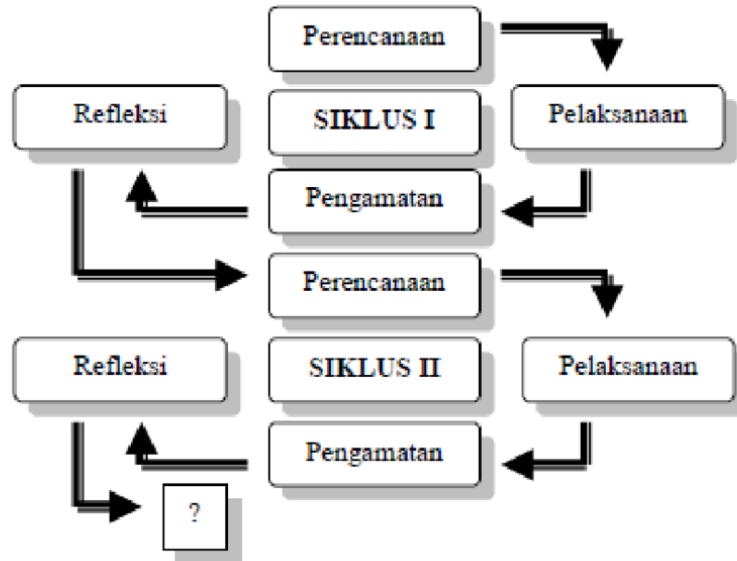 Perencanaan
Refleksi
SIKLUS I
Pelaksanaan
Pengamatan
Perencanaan
Refleksi
SIKLUS II
Pelaksanaan
Pengamatan
?